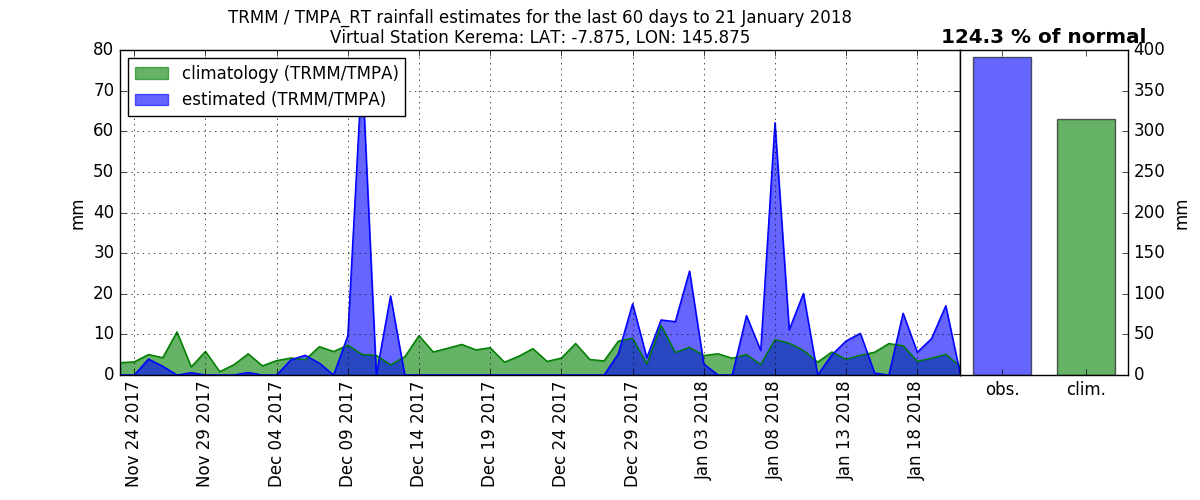 TRMM / TMPA_RT rainfall estimates for the last 60 days to 21 January 2018
Virtual Station Kerema: LAT: -7.875, LON: 145.875
124.3 % of normal
climatology (TRMM/TMPA)
estimated (TRMM/TMPA)
80
70
60
50
40
30
20
10
0
mm
400
350
300
250
200
150
100
50
0
mm
Nov 24 2017
Nov 29 2017
Dec 04 2017
Dec 09 2017
Dec 14 2017
Dec 19 2017
Dec 24 2017
Dec 29 2017
Jan 03 2018
Jan 08 2018
Jan 13 2018
Jan 18 2018
obs.
clim.